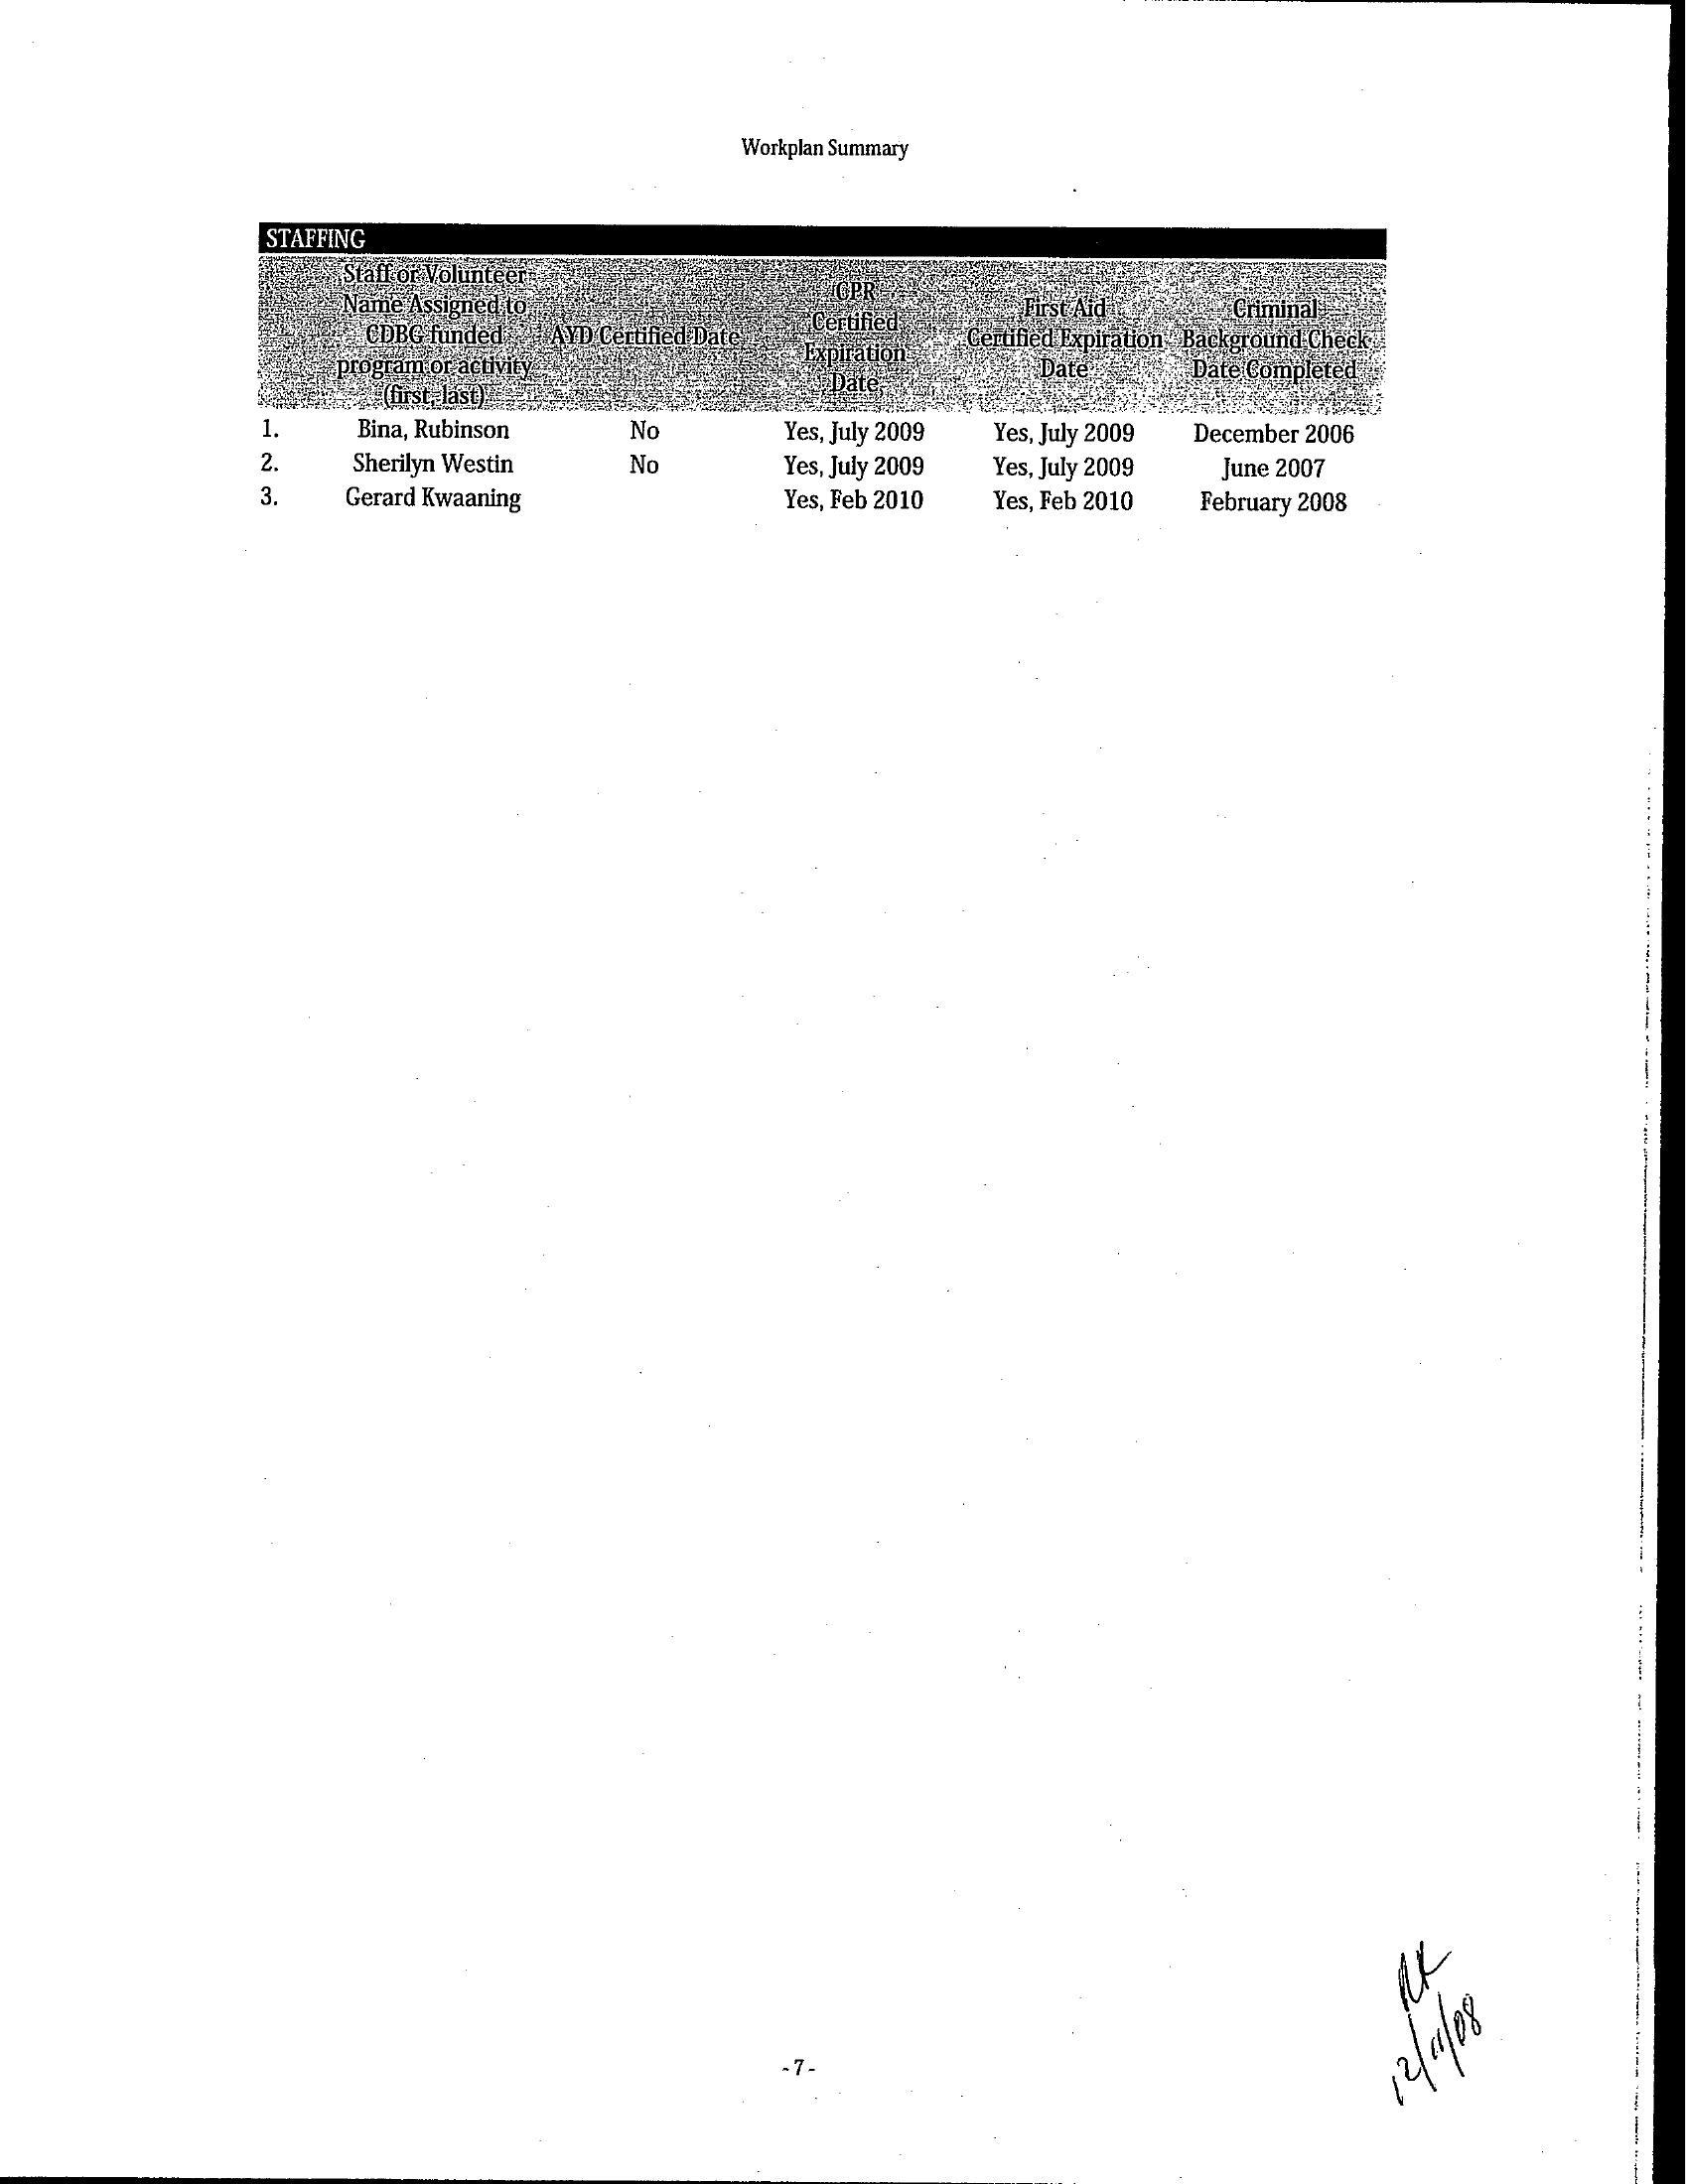 Workplan Summary
STAFFING
Staff or Volunteer
Name Assigned to
CDBG funded
program or activity
(first, last)
AYD Certified Date
CPR
Certified
Expiration
Date
First Aid
Certified Expiration
Date
Criminal
Background Check
Date Completed
1. Bina, Rubinson No Yes, July 2009 Yes, July 2009 December 2006
2. Sherilyn Westin No Yes, July 2009 Yes, July 2009 June 2007
3. Gerard Kwaaning Yes, Feb 2010 Yes, Feb 2010 February 2008
12/11/08
-7-